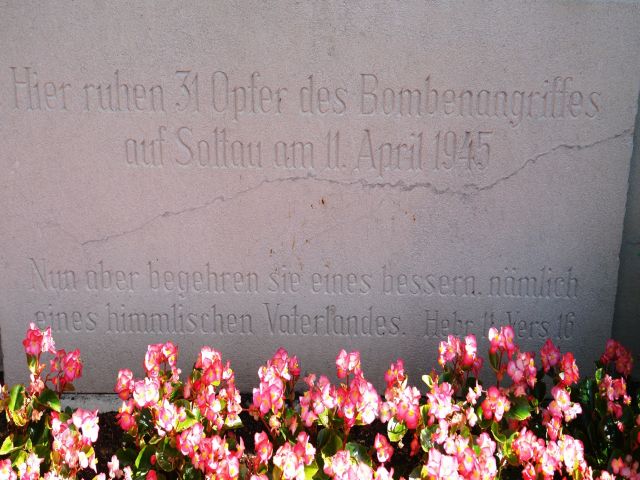 Hier ruhen 31 Opfer des Bombenangriffes
auf Soltau am 11. April 1945
Nun aber begehren sie eines bessern, nämlich
eines himmlischen Vaterlandes. Hebr. 11. Vers 16